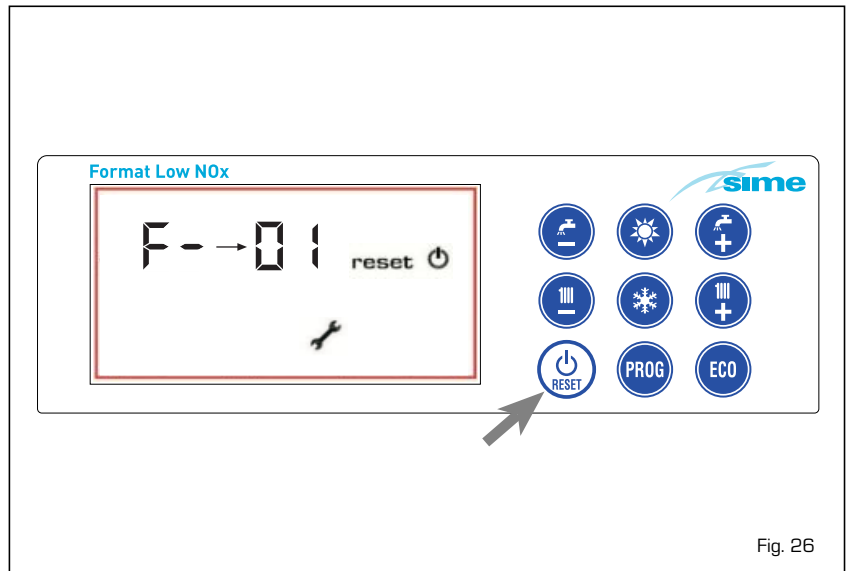 Format Low NOx
sime
F-→01 reset
RESET
PROG
ECO
Fig. 26